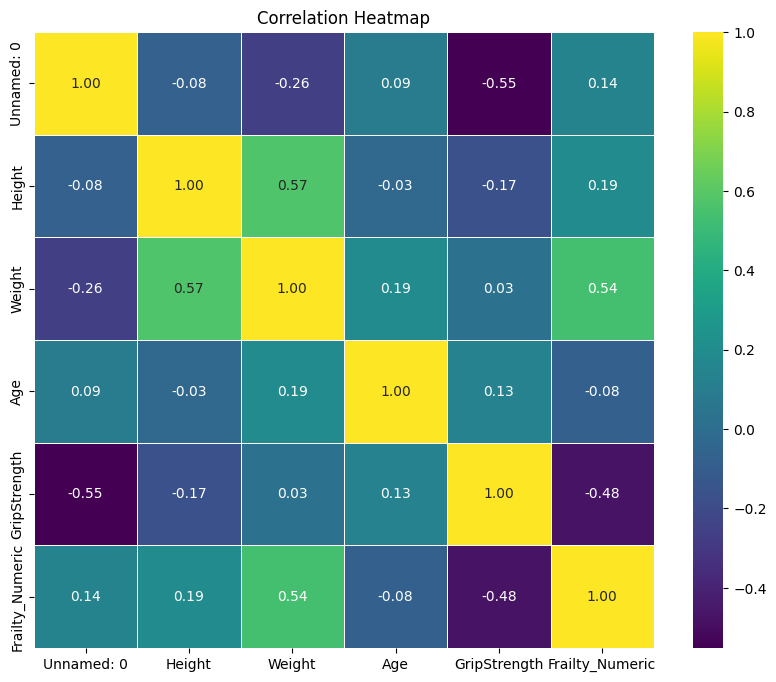 Correlation Heatmap
Unnamed: 0 1.00 -0.08 -0.26 0.09 -0.55 0.14
Height -0.08 1.00 0.57 -0.03 -0.17 0.19
Weight -0.26 0.57 1.00 0.19 0.03 0.54
Age 0.09 -0.03 0.19 1.00 0.13 -0.08
GripStrength -0.55 -0.17 0.03 0.13 1.00 -0.48
Frailty_Numeric 0.14 0.19 0.54 -0.08 -0.48 1.00
Unnamed: 0 Height Weight Age GripStrength Frailty_Numeric
1.0
0.8
0.6
0.4
0.2
0.0
−0.2
−0.4